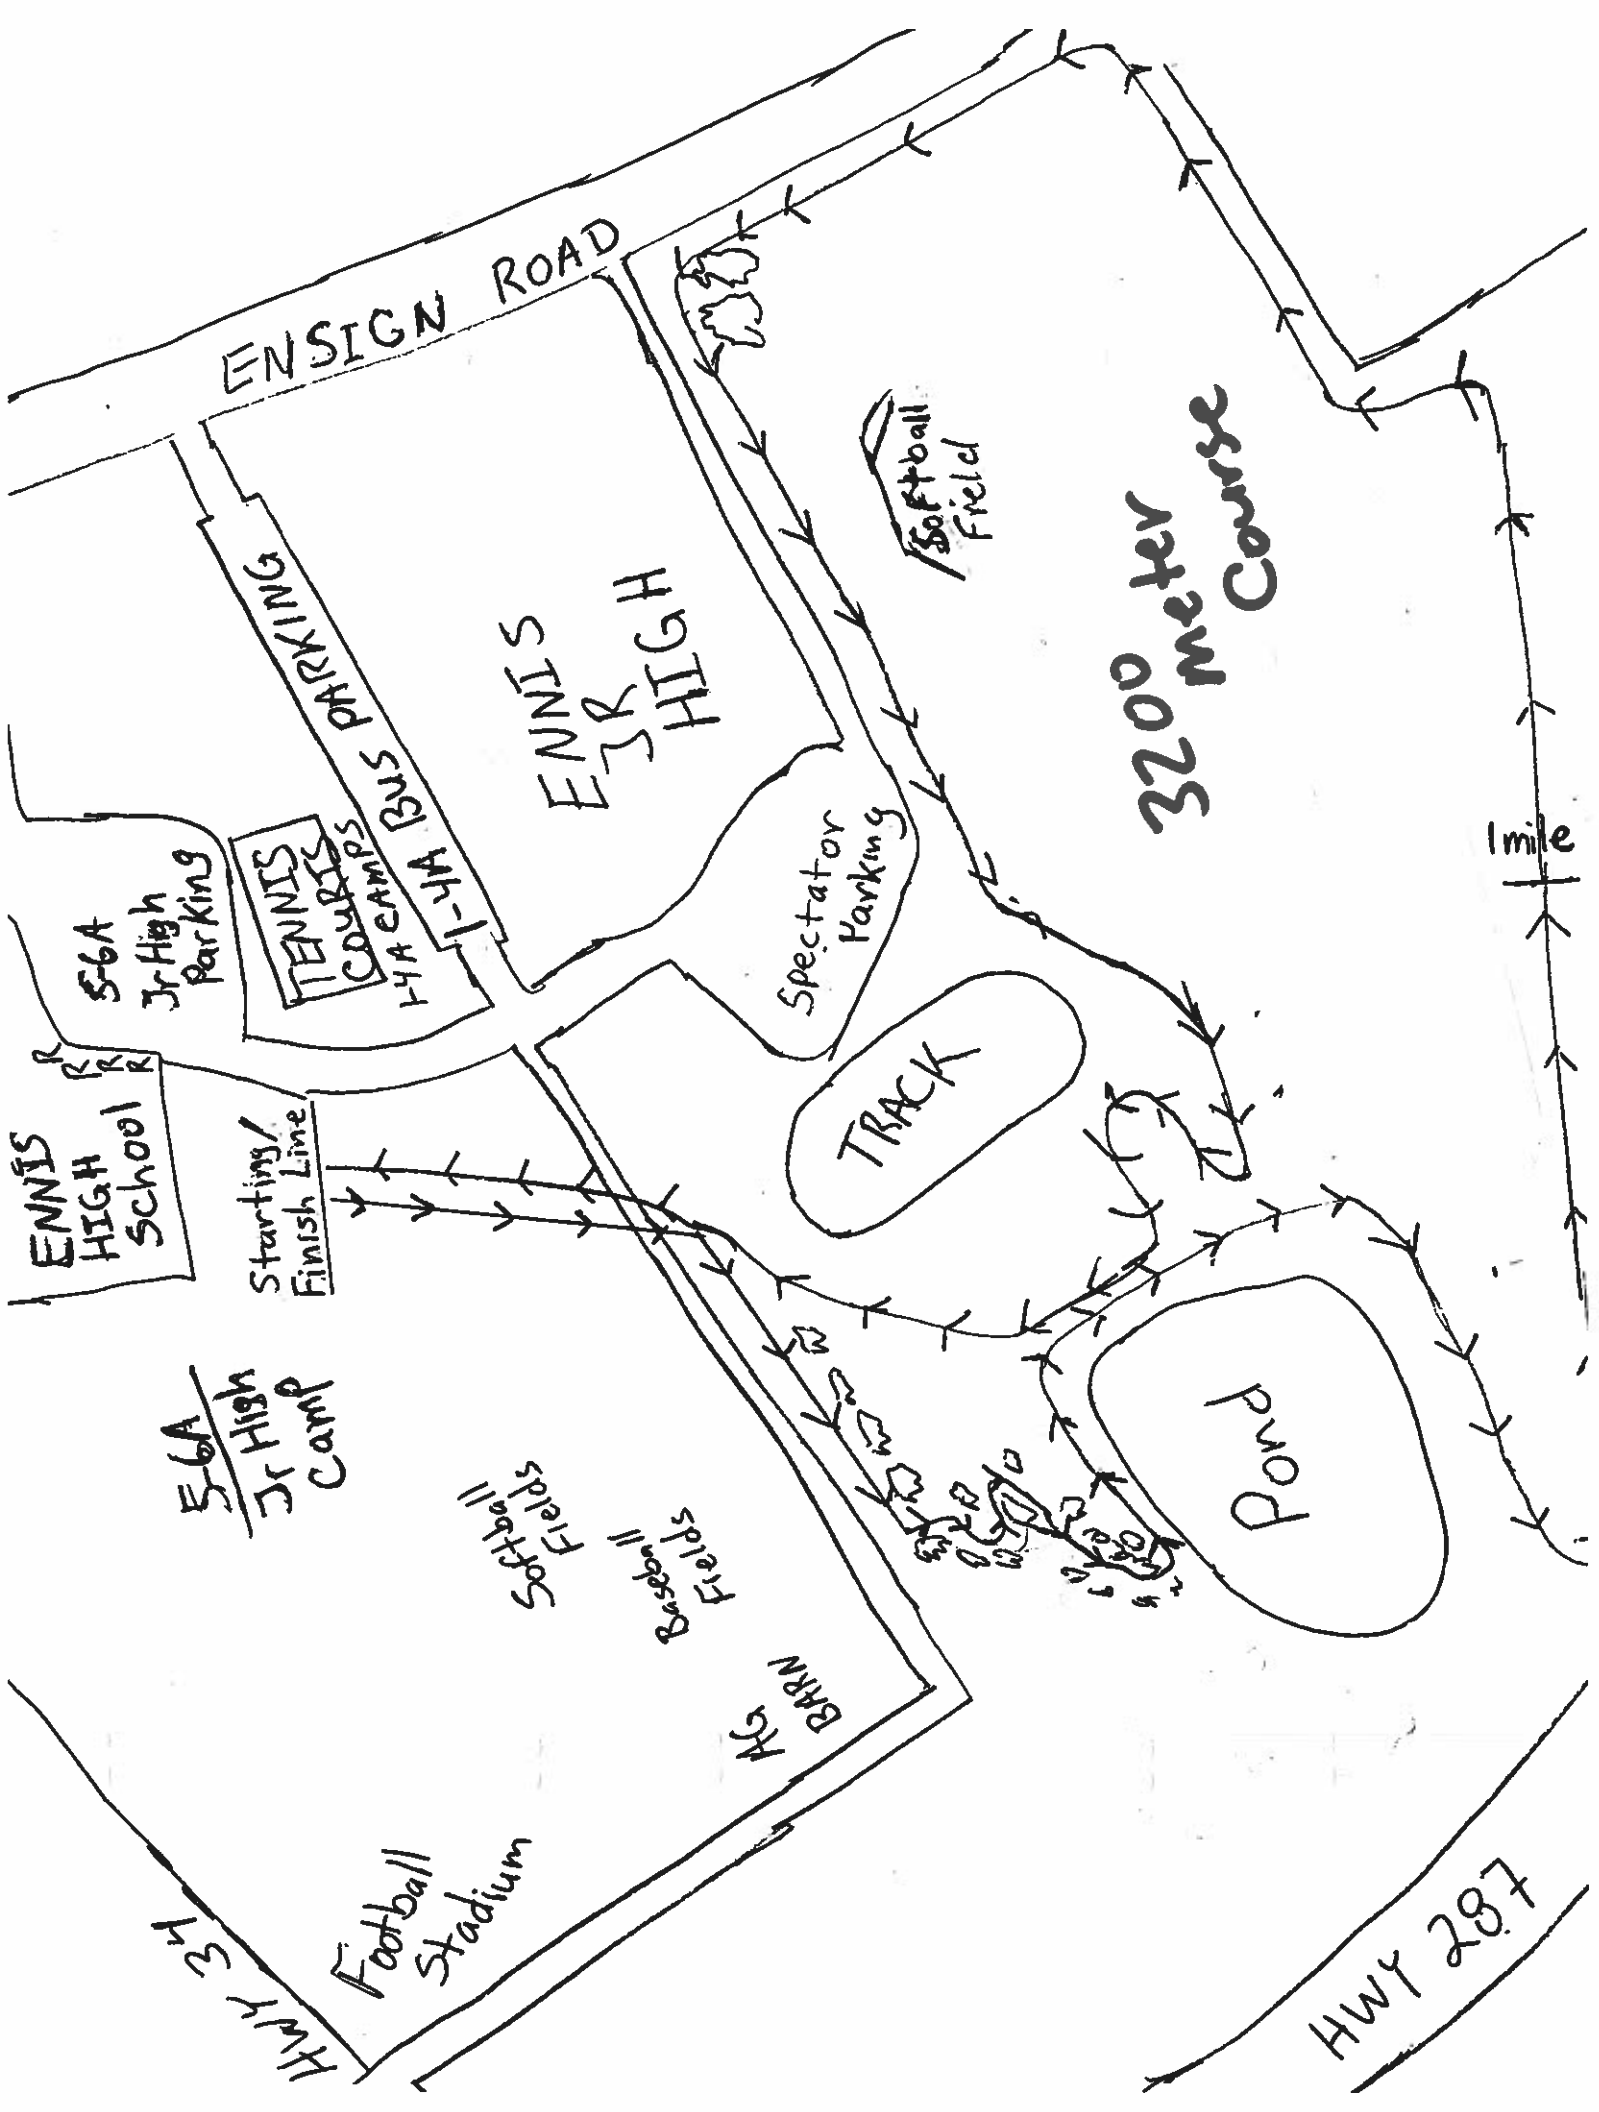 ENSIGN ROAD
1-4A BUS PARKING
ENNIS
JR
HIGH
Softball
Field
3200
meter
Course
1 mile
TENNIS
COURTS
1-4A CAMPS
5-6A
Jr High
Parking
R
R
R
R
Spectator
Parking
TRACK
ENNIS
HIGH
School
Starting/
Finish Line
5-6A
Jr High
Camp
Softball
Fields
Baseball
Fields
AG
BARN
Pond
Football
Stadium
HWY 34
HWY 287